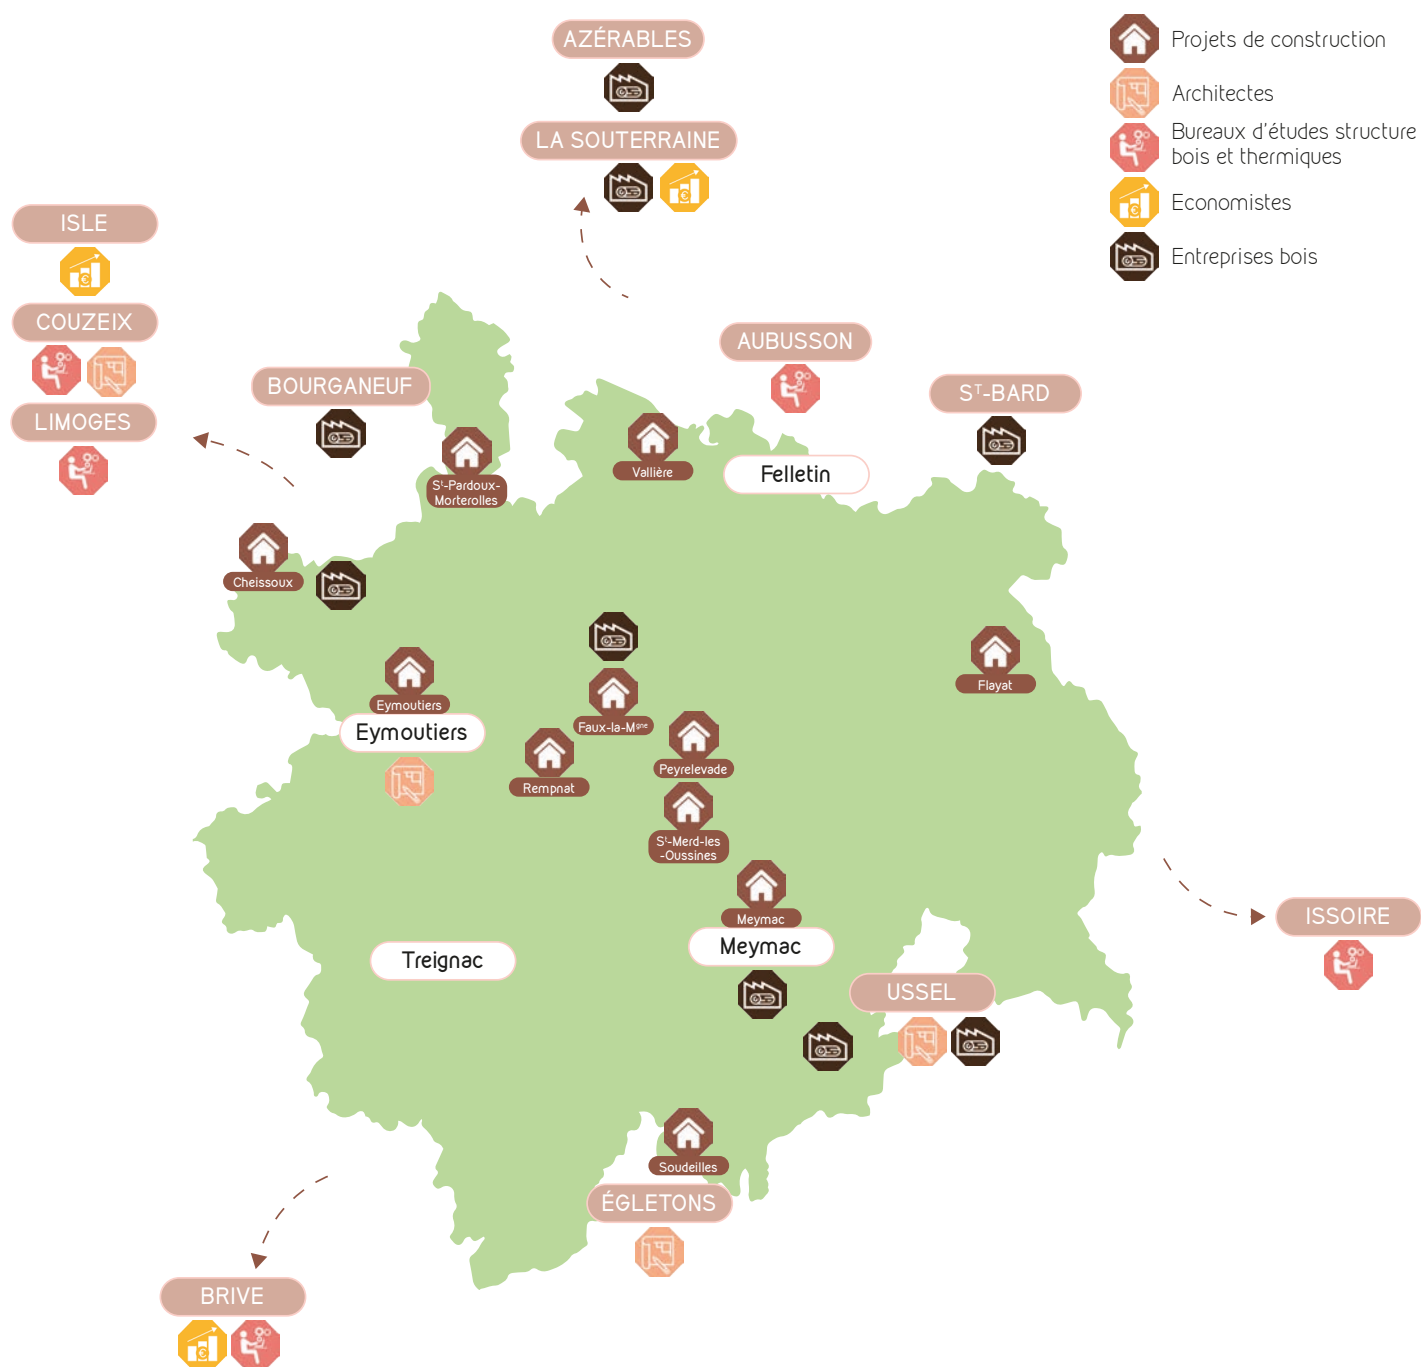 AZÉRABLES
LA SOUTERRAINE
Projets de construction
Architectes
Bureaux d'études structure
bois et thermiques
Economistes
Entreprises bois
ISLE
COUZEIX
LIMOGES
BOURGANEUF
AUBUSSON
Sᵀ-BARD
Vallière
Felletin
Sᵗ-Pardoux-
Morterolles
Cheissoux
Flayat
Eymoutiers
Eymoutiers
Faux-la-Mᵍⁿᵉ
Rempnat
Peyrelevade
Sᵗ-Merd-les
-Oussines
Meymac
Meymac
Treignac
USSEL
ISSOIRE
Soudeilles
ÉGLETONS
BRIVE